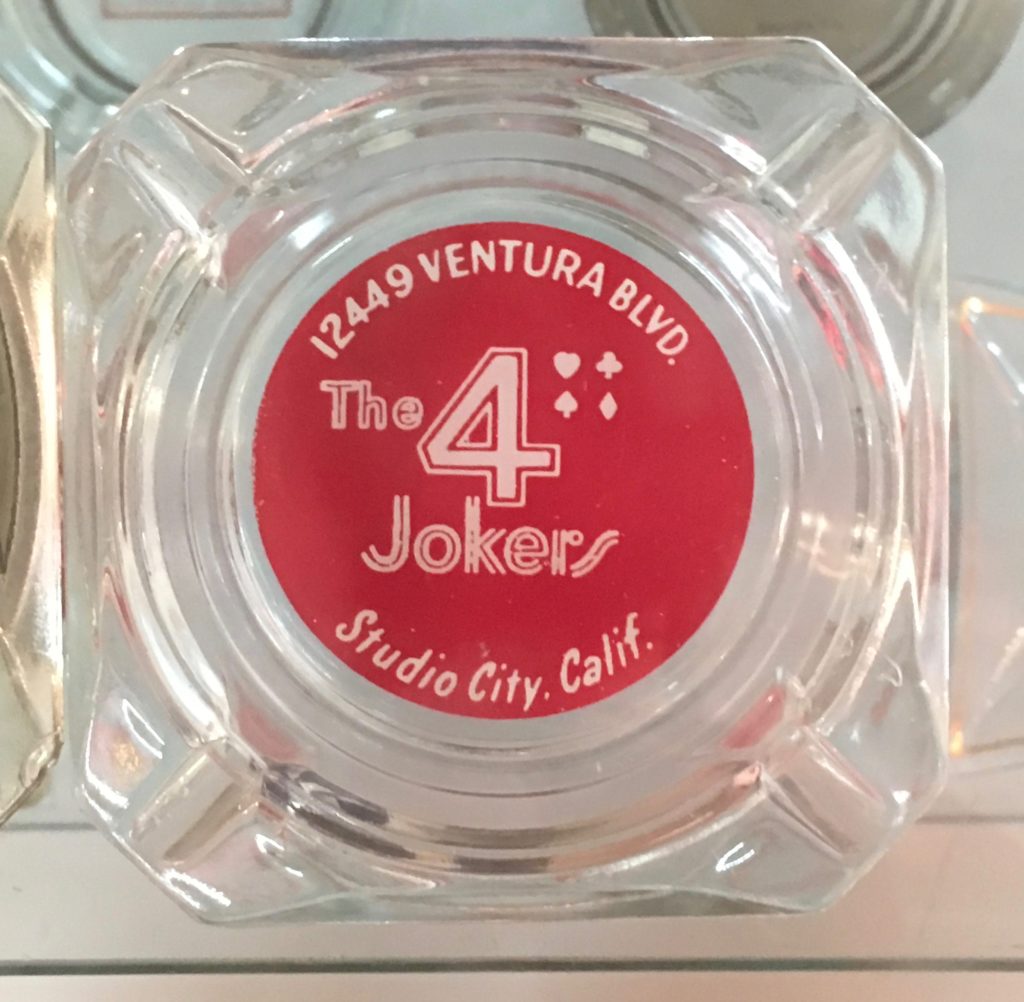 12449 VENTURA BLVD.
The 4
Jokers
Studio City, Calif.